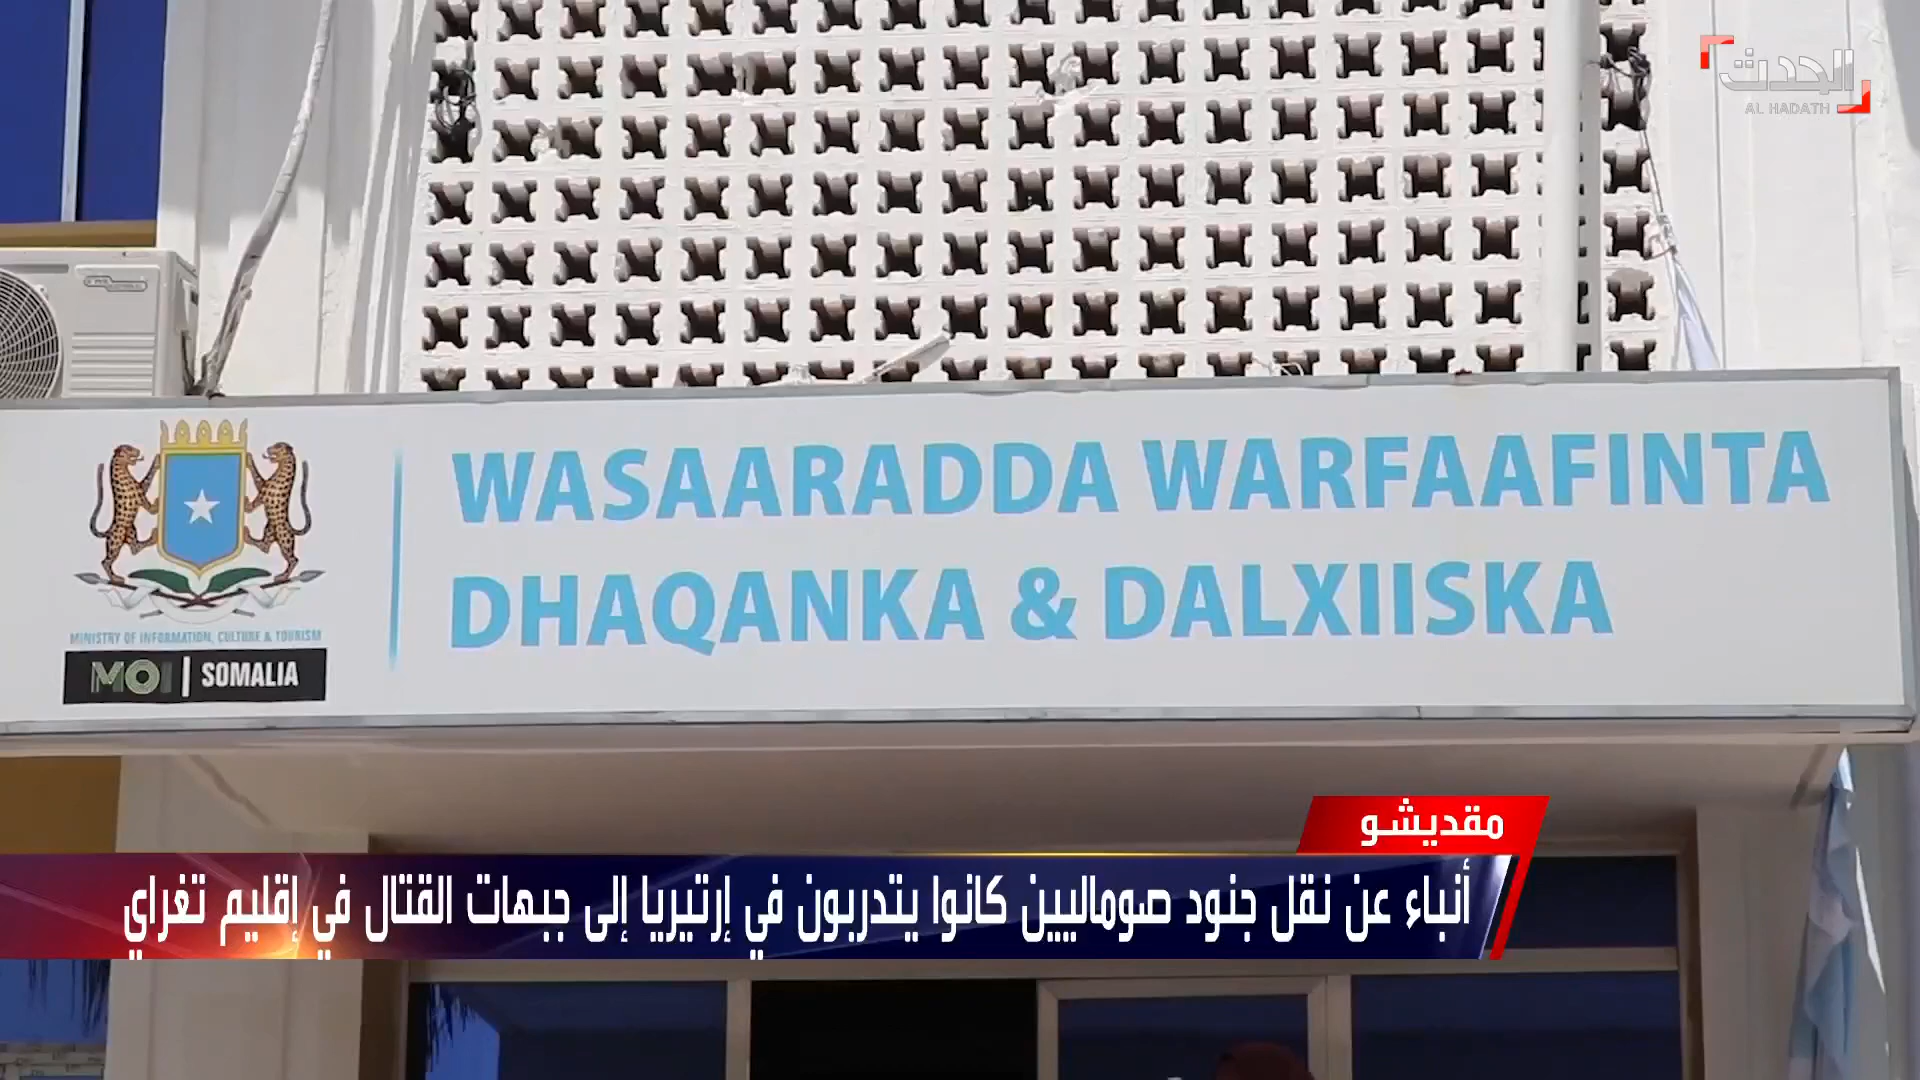 الحدث
AL HADATH
WASAARADDA WARFAAFINTA
DHAQANKA & DALXIISKA
MINISTRY OF INFORMATION, CULTURE & TOURISM
MOI | SOMALIA
مقديشو
أنباء عن نقل جنود صوماليين كانوا يتدربون في إرتيريا إلى جبهات القتال في إقليم تغراي